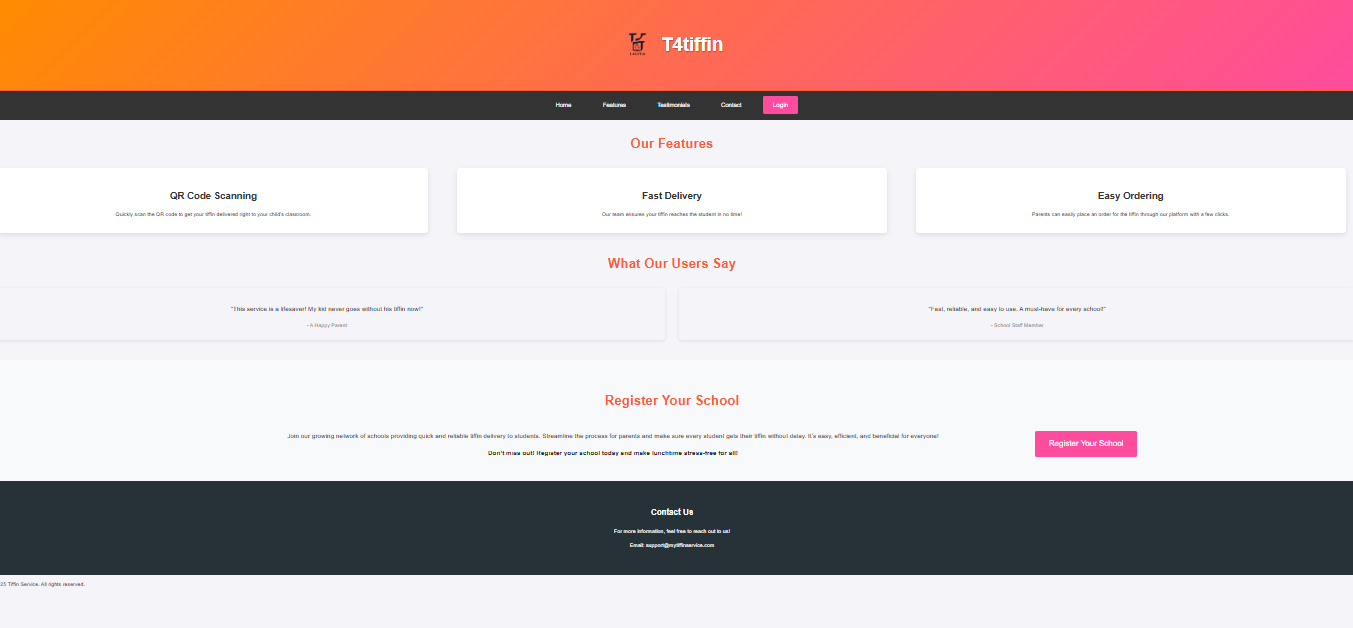 T4tiffin
Home Features Testimonials Contact Login
Our Features
QR Code Scanning
Quickly scan the QR code to get your tiffin delivered right to your child's classroom.
Fast Delivery
Our team ensures your tiffin reaches the student in no time!
Easy Ordering
Parents can easily place an order for the tiffin through our platform with a few clicks.
What Our Users Say
"This service is a lifesaver! My kid never goes without his tiffin now!"
- A Happy Parent
"Fast, reliable, and easy to use. A must-have for every school!"
- School Staff Member
Register Your School
Join our growing network of schools providing quick and reliable tiffin delivery to students. Streamline the process for parents and make sure every student gets their tiffin without delay. It's easy, efficient, and beneficial for everyone!
Don't miss out! Register your school today and make lunchtime stress-free for all!
Register Your School
Contact Us
For more information, feel free to reach out to us!
Email: support@mytiffinservice.com
25 Tiffin Service. All rights reserved.